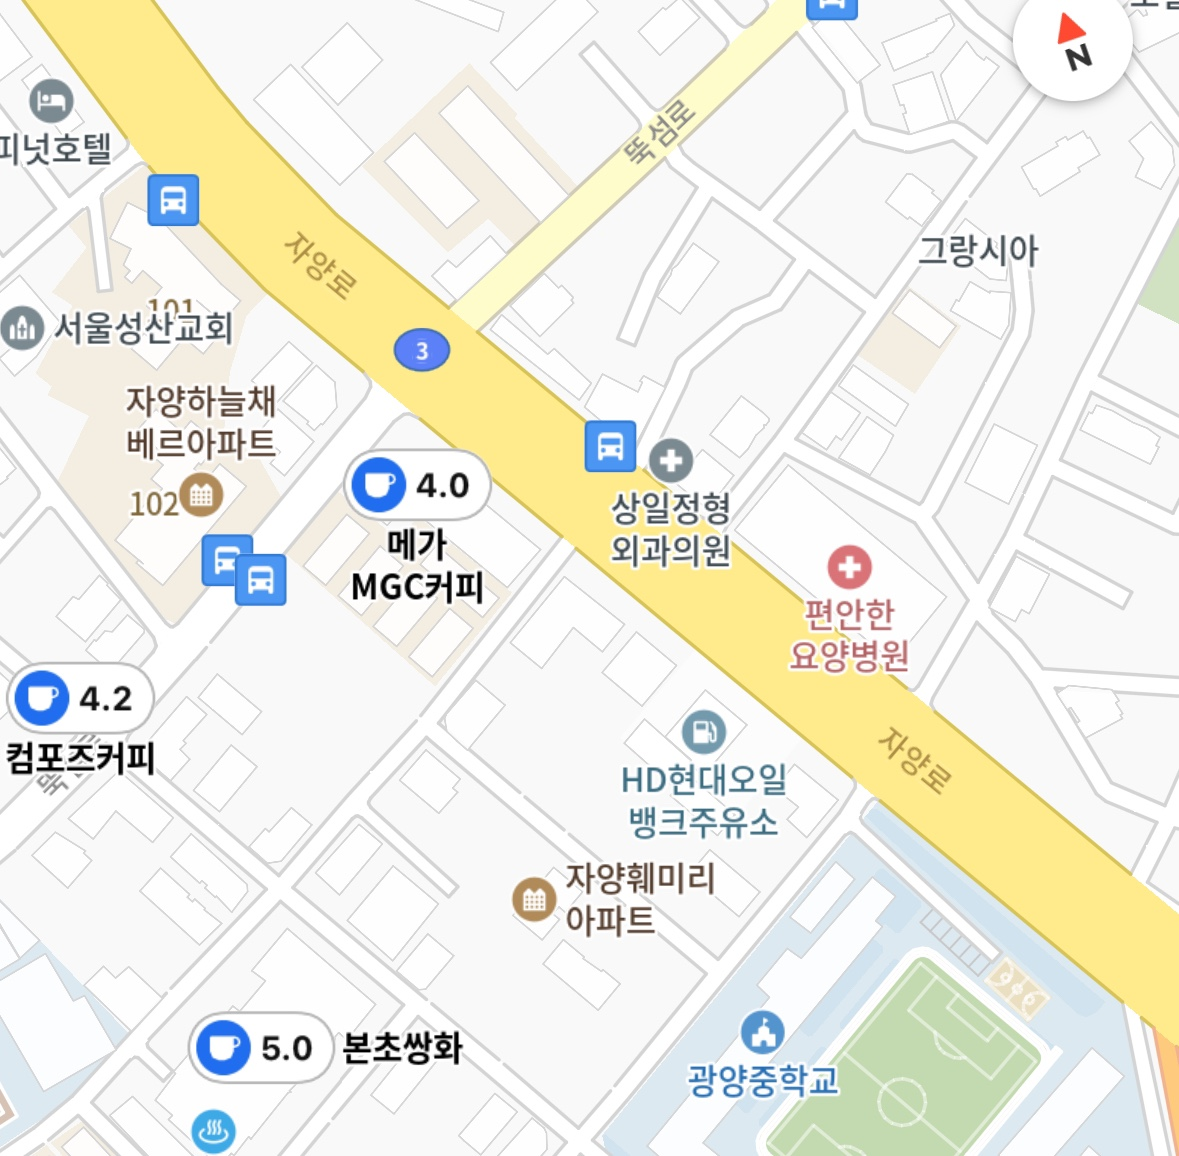 N
피넛호텔
뚝섬로
자양로
그랑시아
101
서울성산교회
3
자양하늘채
베르아파트
102
4.0
메가
MGC커피
상일정형
외과의원
편안한
요양병원
4.2
컴포즈커피
자양로
HD현대오일
뱅크주유소
자양훼미리
아파트
5.0
본초쌍화
광양중학교